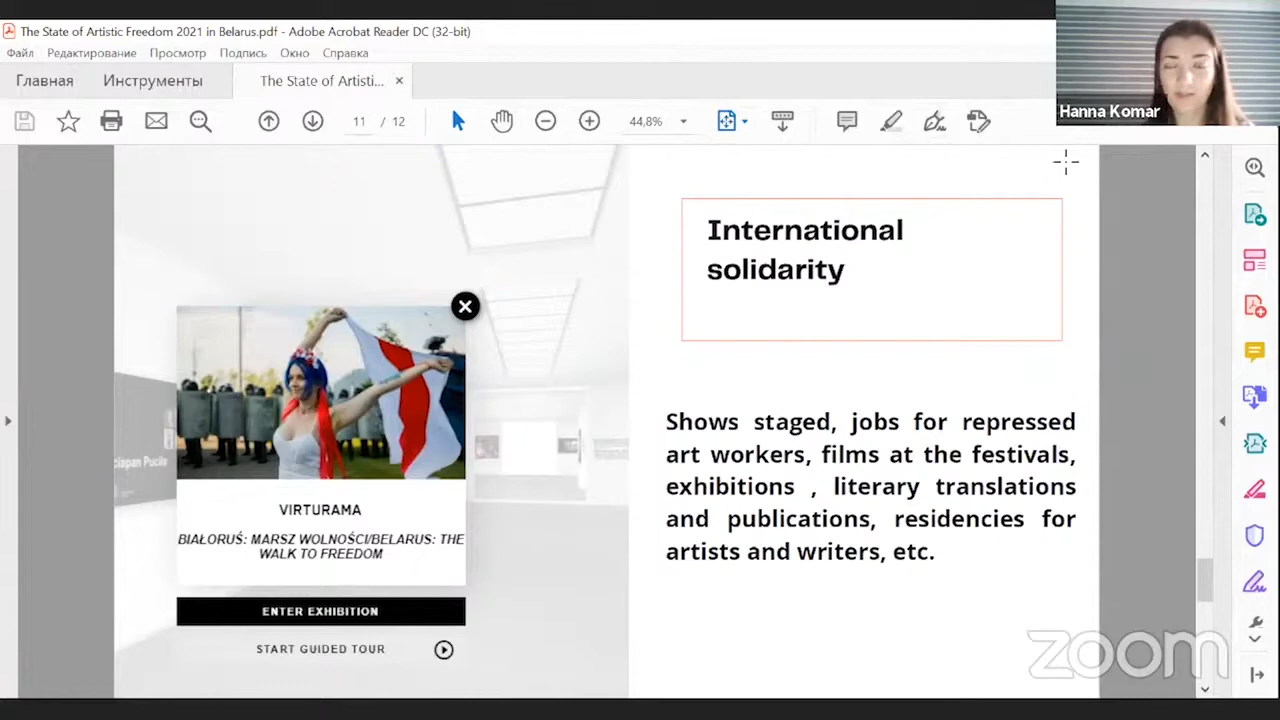 The State of Artistic Freedom 2021 in Belarus.pdf - Adobe Acrobat Reader DC (32-bit)
Файл Редактирование Просмотр Подпись Окно Справка
Главная Инструменты The State of Artisti... ×
11 / 12 44,8%
Hanna Komar
International
solidarity
ciapan Puciła
VIRTURAMA
BIAŁORUŚ: MARSZ WOLNOŚCI/BELARUS: THE
WALK TO FREEDOM
ENTER EXHIBITION
START GUIDED TOUR
Shows staged, jobs for repressed
art workers, films at the festivals,
exhibitions , literary translations
and publications, residencies for
artists and writers, etc.
zoom